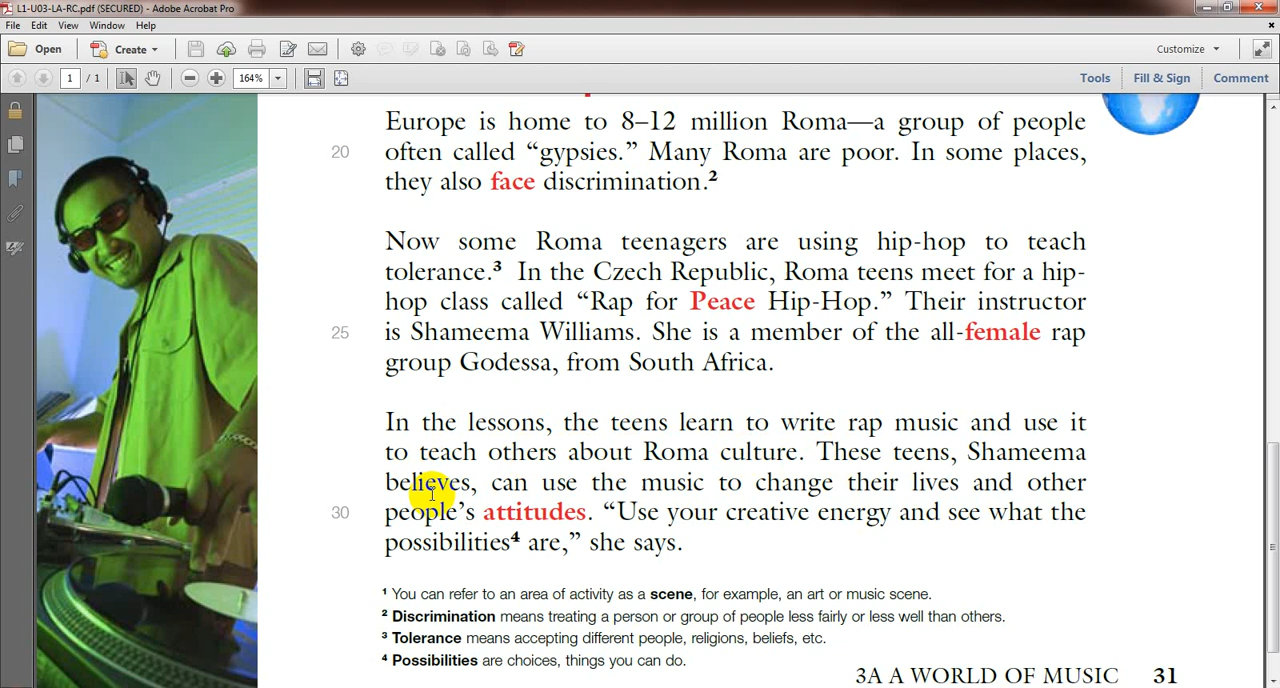 L1-U03-LA-RC.pdf (SECURED) - Adobe Acrobat Pro
File Edit View Window Help
Open Create Customize
1 / 1 164% Tools Fill & Sign Comment
Europe is home to 8–12 million Roma—a group of people
20 often called “gypsies.” Many Roma are poor. In some places,
they also face discrimination.²
Now some Roma teenagers are using hip-hop to teach
tolerance.³ In the Czech Republic, Roma teens meet for a hip-
hop class called “Rap for Peace Hip-Hop.” Their instructor
25 is Shameema Williams. She is a member of the all-female rap
group Godessa, from South Africa.
In the lessons, the teens learn to write rap music and use it
to teach others about Roma culture. These teens, Shameema
believes, can use the music to change their lives and other
30 people’s attitudes. “Use your creative energy and see what the
possibilities⁴ are,” she says.
¹ You can refer to an area of activity as a scene, for example, an art or music scene.
² Discrimination means treating a person or group of people less fairly or less well than others.
³ Tolerance means accepting different people, religions, beliefs, etc.
⁴ Possibilities are choices, things you can do.
3A A WORLD OF MUSIC 31